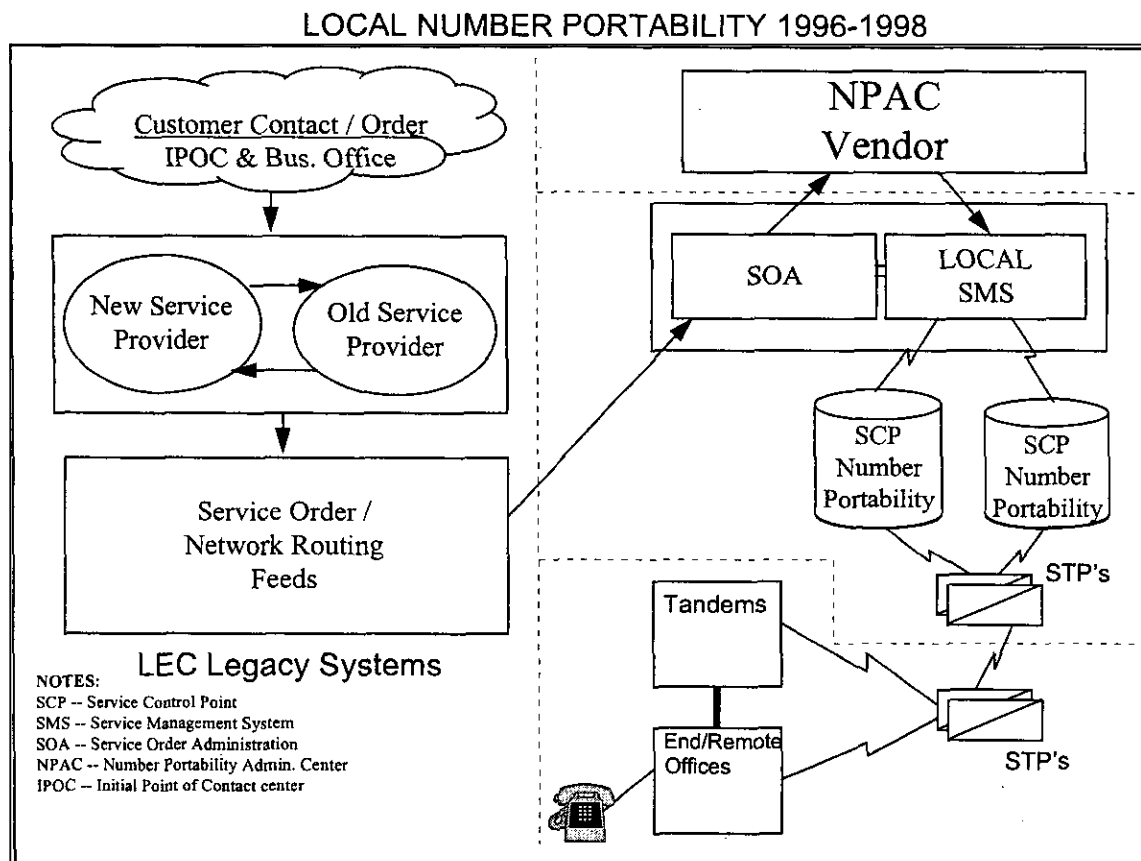 LOCAL NUMBER PORTABILITY 1996-1998
Customer Contact / Order
IPOC & Bus. Office
New Service
Provider
Old Service
Provider
Service Order /
Network Routing
Feeds
LEC Legacy Systems
NOTES:
SCP -- Service Control Point
SMS -- Service Management System
SOA -- Service Order Administration
NPAC -- Number Portability Admin. Center
IPOC -- Initial Point of Contact center
NPAC
Vendor
SOA
LOCAL
SMS
SCP
Number
Portability
SCP
Number
Portability
STP's
Tandems
End/Remote
Offices
STP's